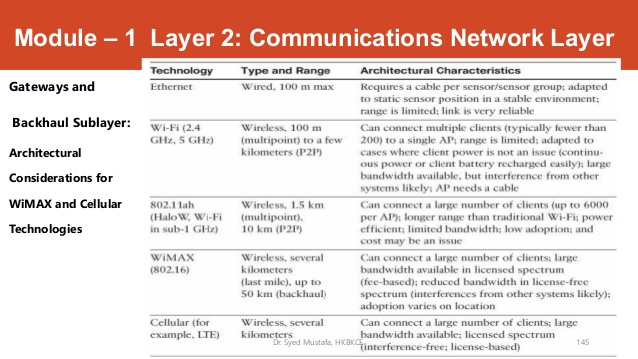 Module – 1 Layer 2: Communications Network Layer
Gateways and
Backhaul Sublayer:
Architectural
Considerations for
WiMAX and Cellular
Technologies
Technology Type and Range Architectural Characteristics
Ethernet Wired, 100 m max Requires a cable per sensor/sensor group; adapted
to static sensor position in a stable environment;
range is limited; link is very reliable
Wi-Fi (2.4 Wireless, 100 m Can connect multiple clients (typically fewer than
GHz, 5 GHz) (multipoint) to a few 200) to a single AP; range is limited; adapted to
kilometers (P2P) cases where client power is not an issue (continu-
ous power or client battery recharged easily); large
bandwidth available, but interference from other
systems likely; AP needs a cable
802.11ah Wireless, 1.5 km Can connect a large number of clients (up to 6000
(HaloW, Wi-Fi (multipoint), per AP); longer range than traditional Wi-Fi; power
in sub-1 GHz) 10 km (P2P) efficient; limited bandwidth; low adoption; and
cost may be an issue
WiMAX Wireless, several Can connect a large number of clients; large
(802.16) kilometers bandwidth available in licensed spectrum
(last mile), up to (fee-based); reduced bandwidth in license-free
50 km (backhaul) spectrum (interferences from other systems likely);
adoption varies on location
Cellular (for Wireless, several Can connect a large number of clients; large
example, LTE) kilometers bandwidth available; licensed spectrum
(interference-free; license-based)
Dr. Syed Mustafa, HKBKCE 145